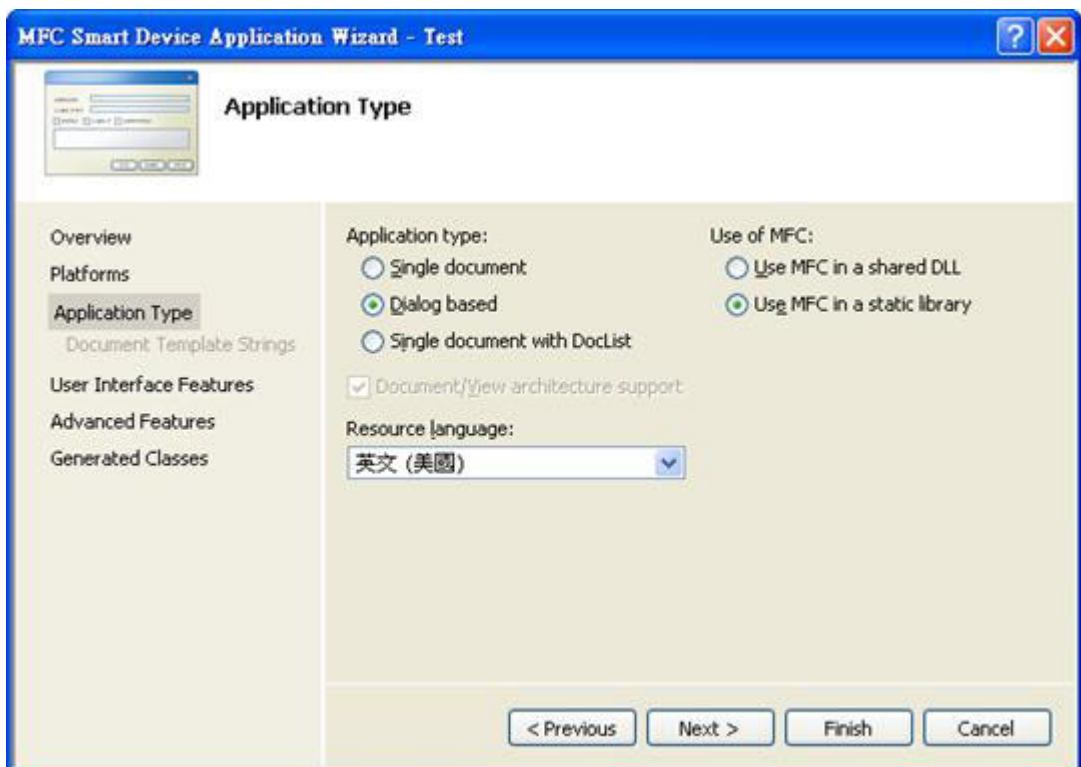 MFC Smart Device Application Wizard - Test
Application Type
Overview
Platforms
Application Type
Document Template Strings
User Interface Features
Advanced Features
Generated Classes
Application type:
Single document
Dialog based
Single document with DocList
Document/View architecture support
Resource language:
英文 (美國)
Use of MFC:
Use MFC in a shared DLL
Use MFC in a static library
< Previous
Next >
Finish
Cancel